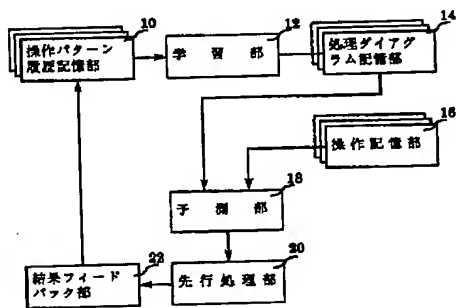 10
操作パターン
履歴記憶部
12
学習部
14
処理ダイアグ
ラム記憶部
16
操作記憶部
18
予測部
20
先行処理部
22
結果フィード
バック部